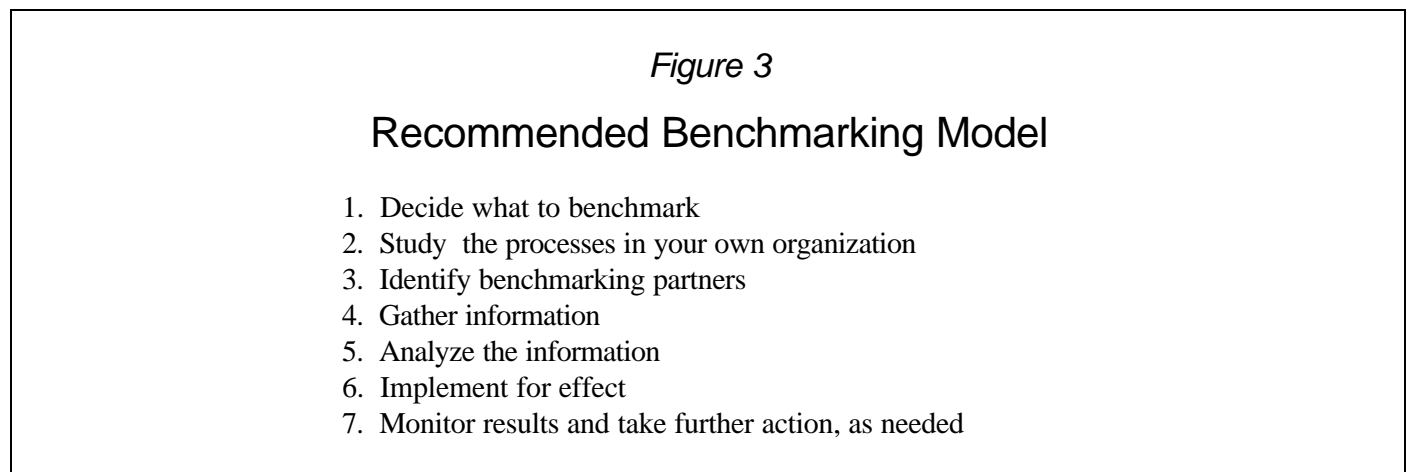 Figure 3
Recommended Benchmarking Model
1. Decide what to benchmark
2. Study the processes in your own organization
3. Identify benchmarking partners
4. Gather information
5. Analyze the information
6. Implement for effect
7. Monitor results and take further action, as needed